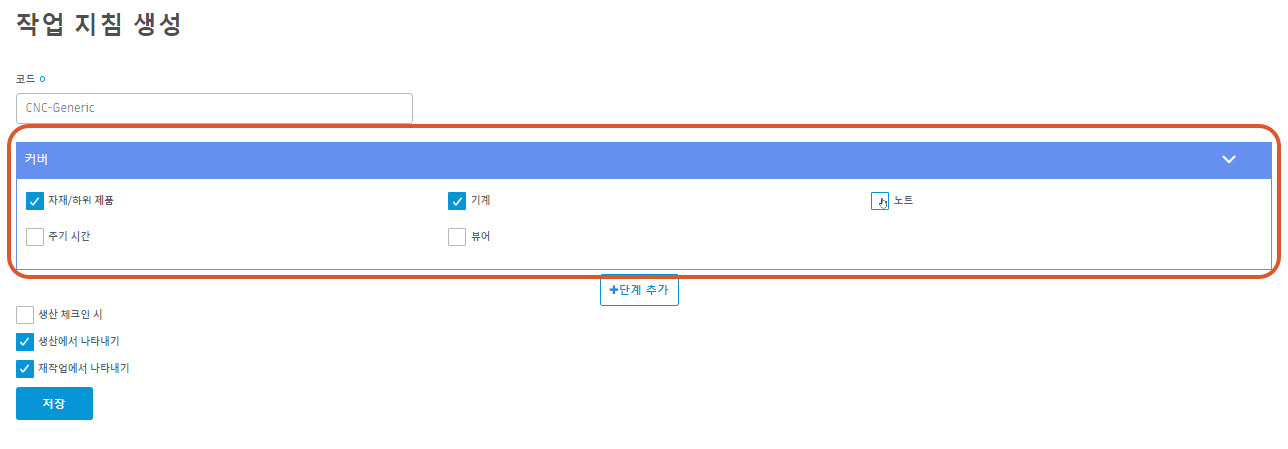 작업 지침 생성
코드
CNC-Generic
커버
자재/하위 제품 기계 노트
주기 시간 뷰어
+단계 추가
생산 체크인 시
생산에서 나타내기
재작업에서 나타내기
저장